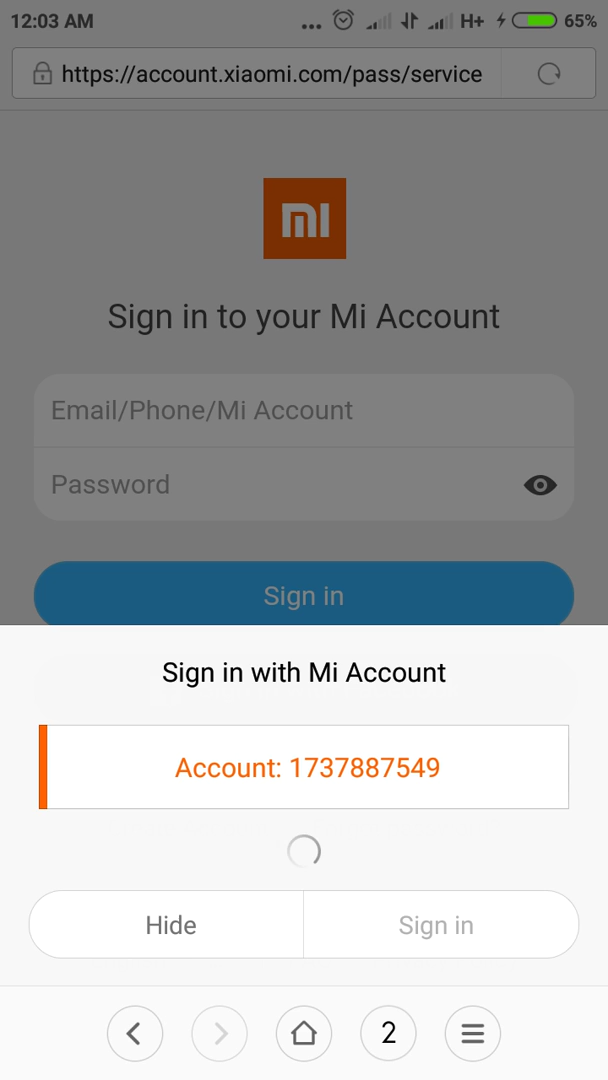 12:03 AM ... H+ 65%
https://account.xiaomi.com/pass/service
mi
Sign in to your Mi Account
Email/Phone/Mi Account
Password
Sign in
Sign in with Mi Account
Account: 1737887549
Hide Sign in
2